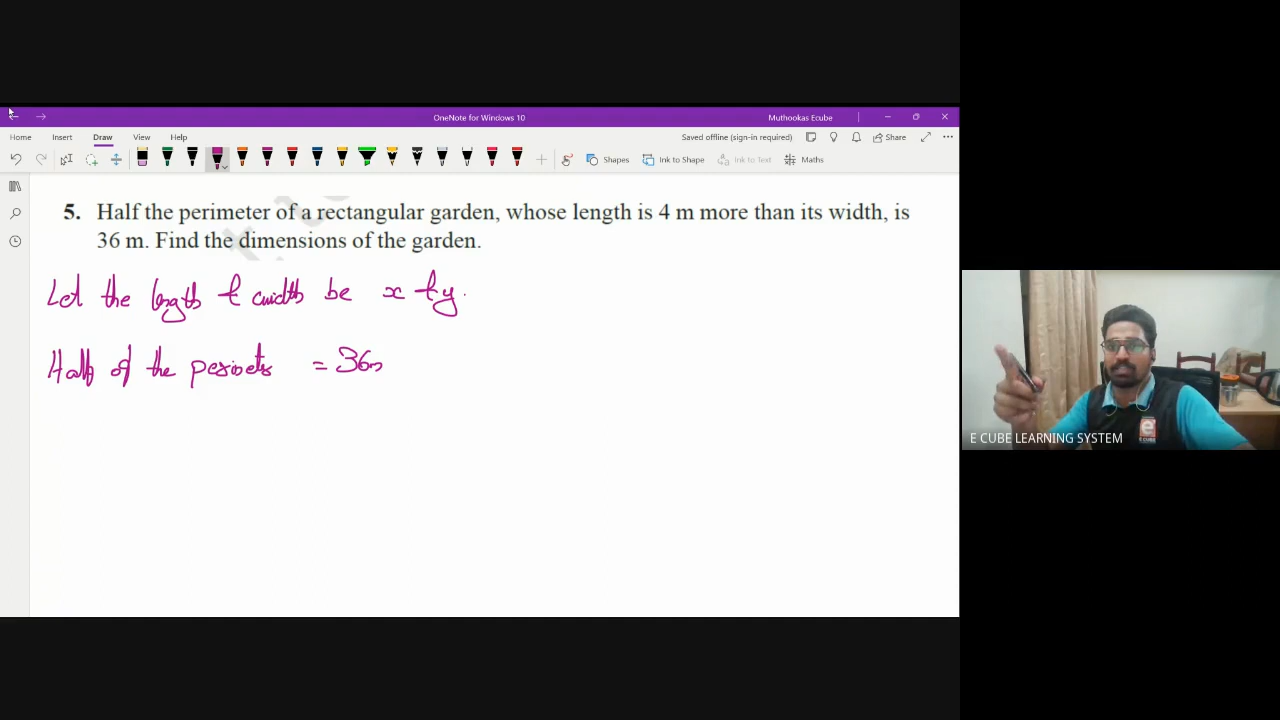 OneNote for Windows 10
Muthookas Ecube
Home Insert Draw View Help
Saved offline (sign-in required)
Share
Shapes
Ink to Shape
Ink to Text
Maths
5. Half the perimeter of a rectangular garden, whose length is 4 m more than its width, is
36 m. Find the dimensions of the garden.
Let the length & width be x & y.
Half of the perimeter = 36m
e
E CUBE
E CUBE LEARNING SYSTEM